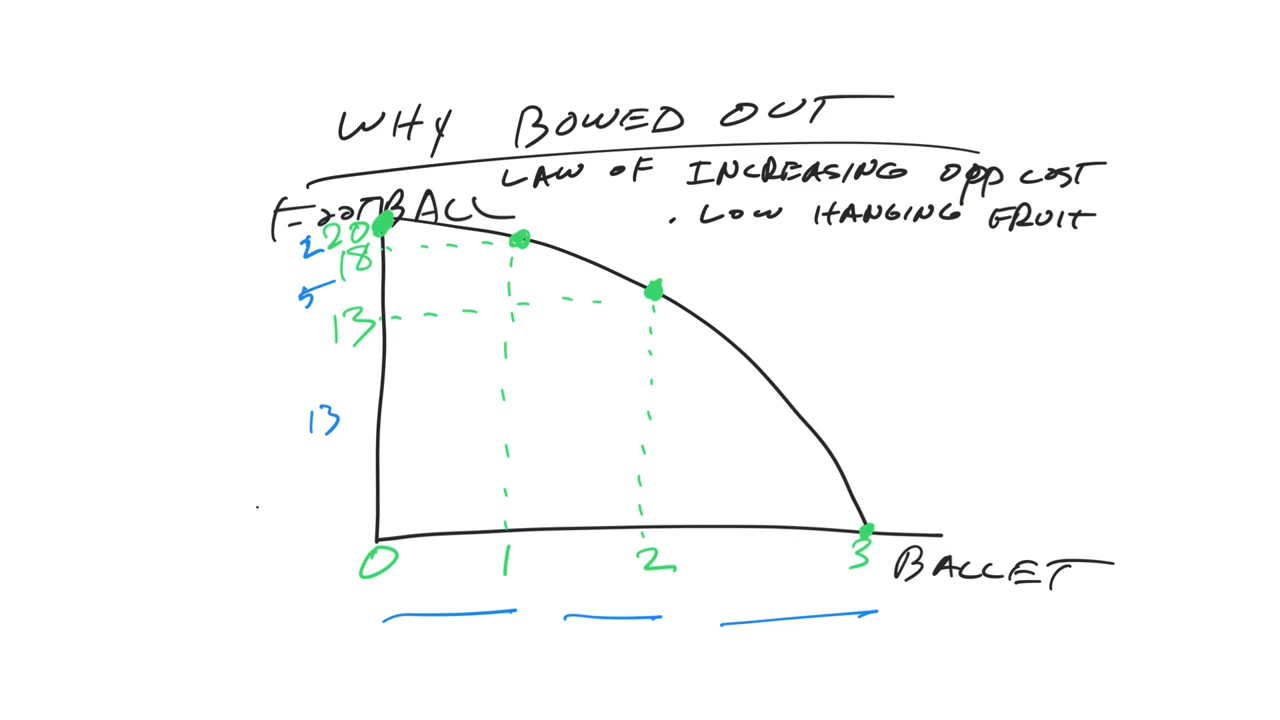 WHY BOWED OUT
LAW OF INCREASING OPP COST
FOOTBALL
. LOW HANGING FRUIT
20
2
18
5
13
13
0 1 2 3 BALLET